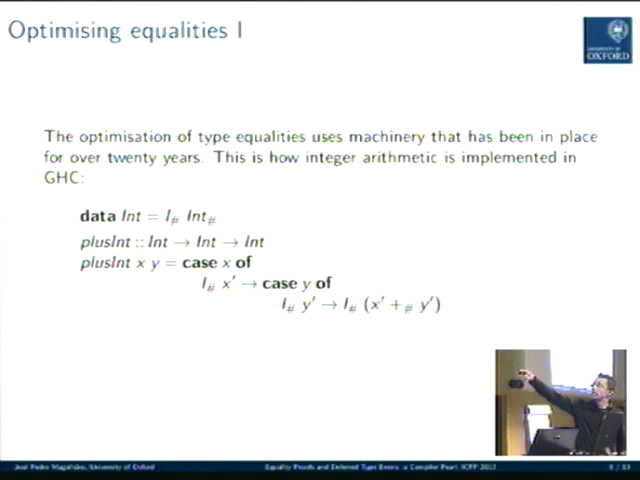 Optimising equalities I
UNIVERSITY OF
OXFORD
The optimisation of type equalities uses machinery that has been in place
for over twenty years. This is how integer arithmetic is implemented in
GHC:
data Int = I# Int#
plusInt :: Int → Int → Int
plusInt x y = case x of
I# x′ → case y of
I# y′ → I# (x′ +# y′)
José Pedro Magalhães, University of Oxford
Equality Proofs and Deferred Type Errors: a Compiler Pearl, ICFP 2012